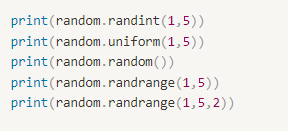 print(random.randint(1,5))
print(random.uniform(1,5))
print(random.random())
print(random.randrange(1,5))
print(random.randrange(1,5,2))